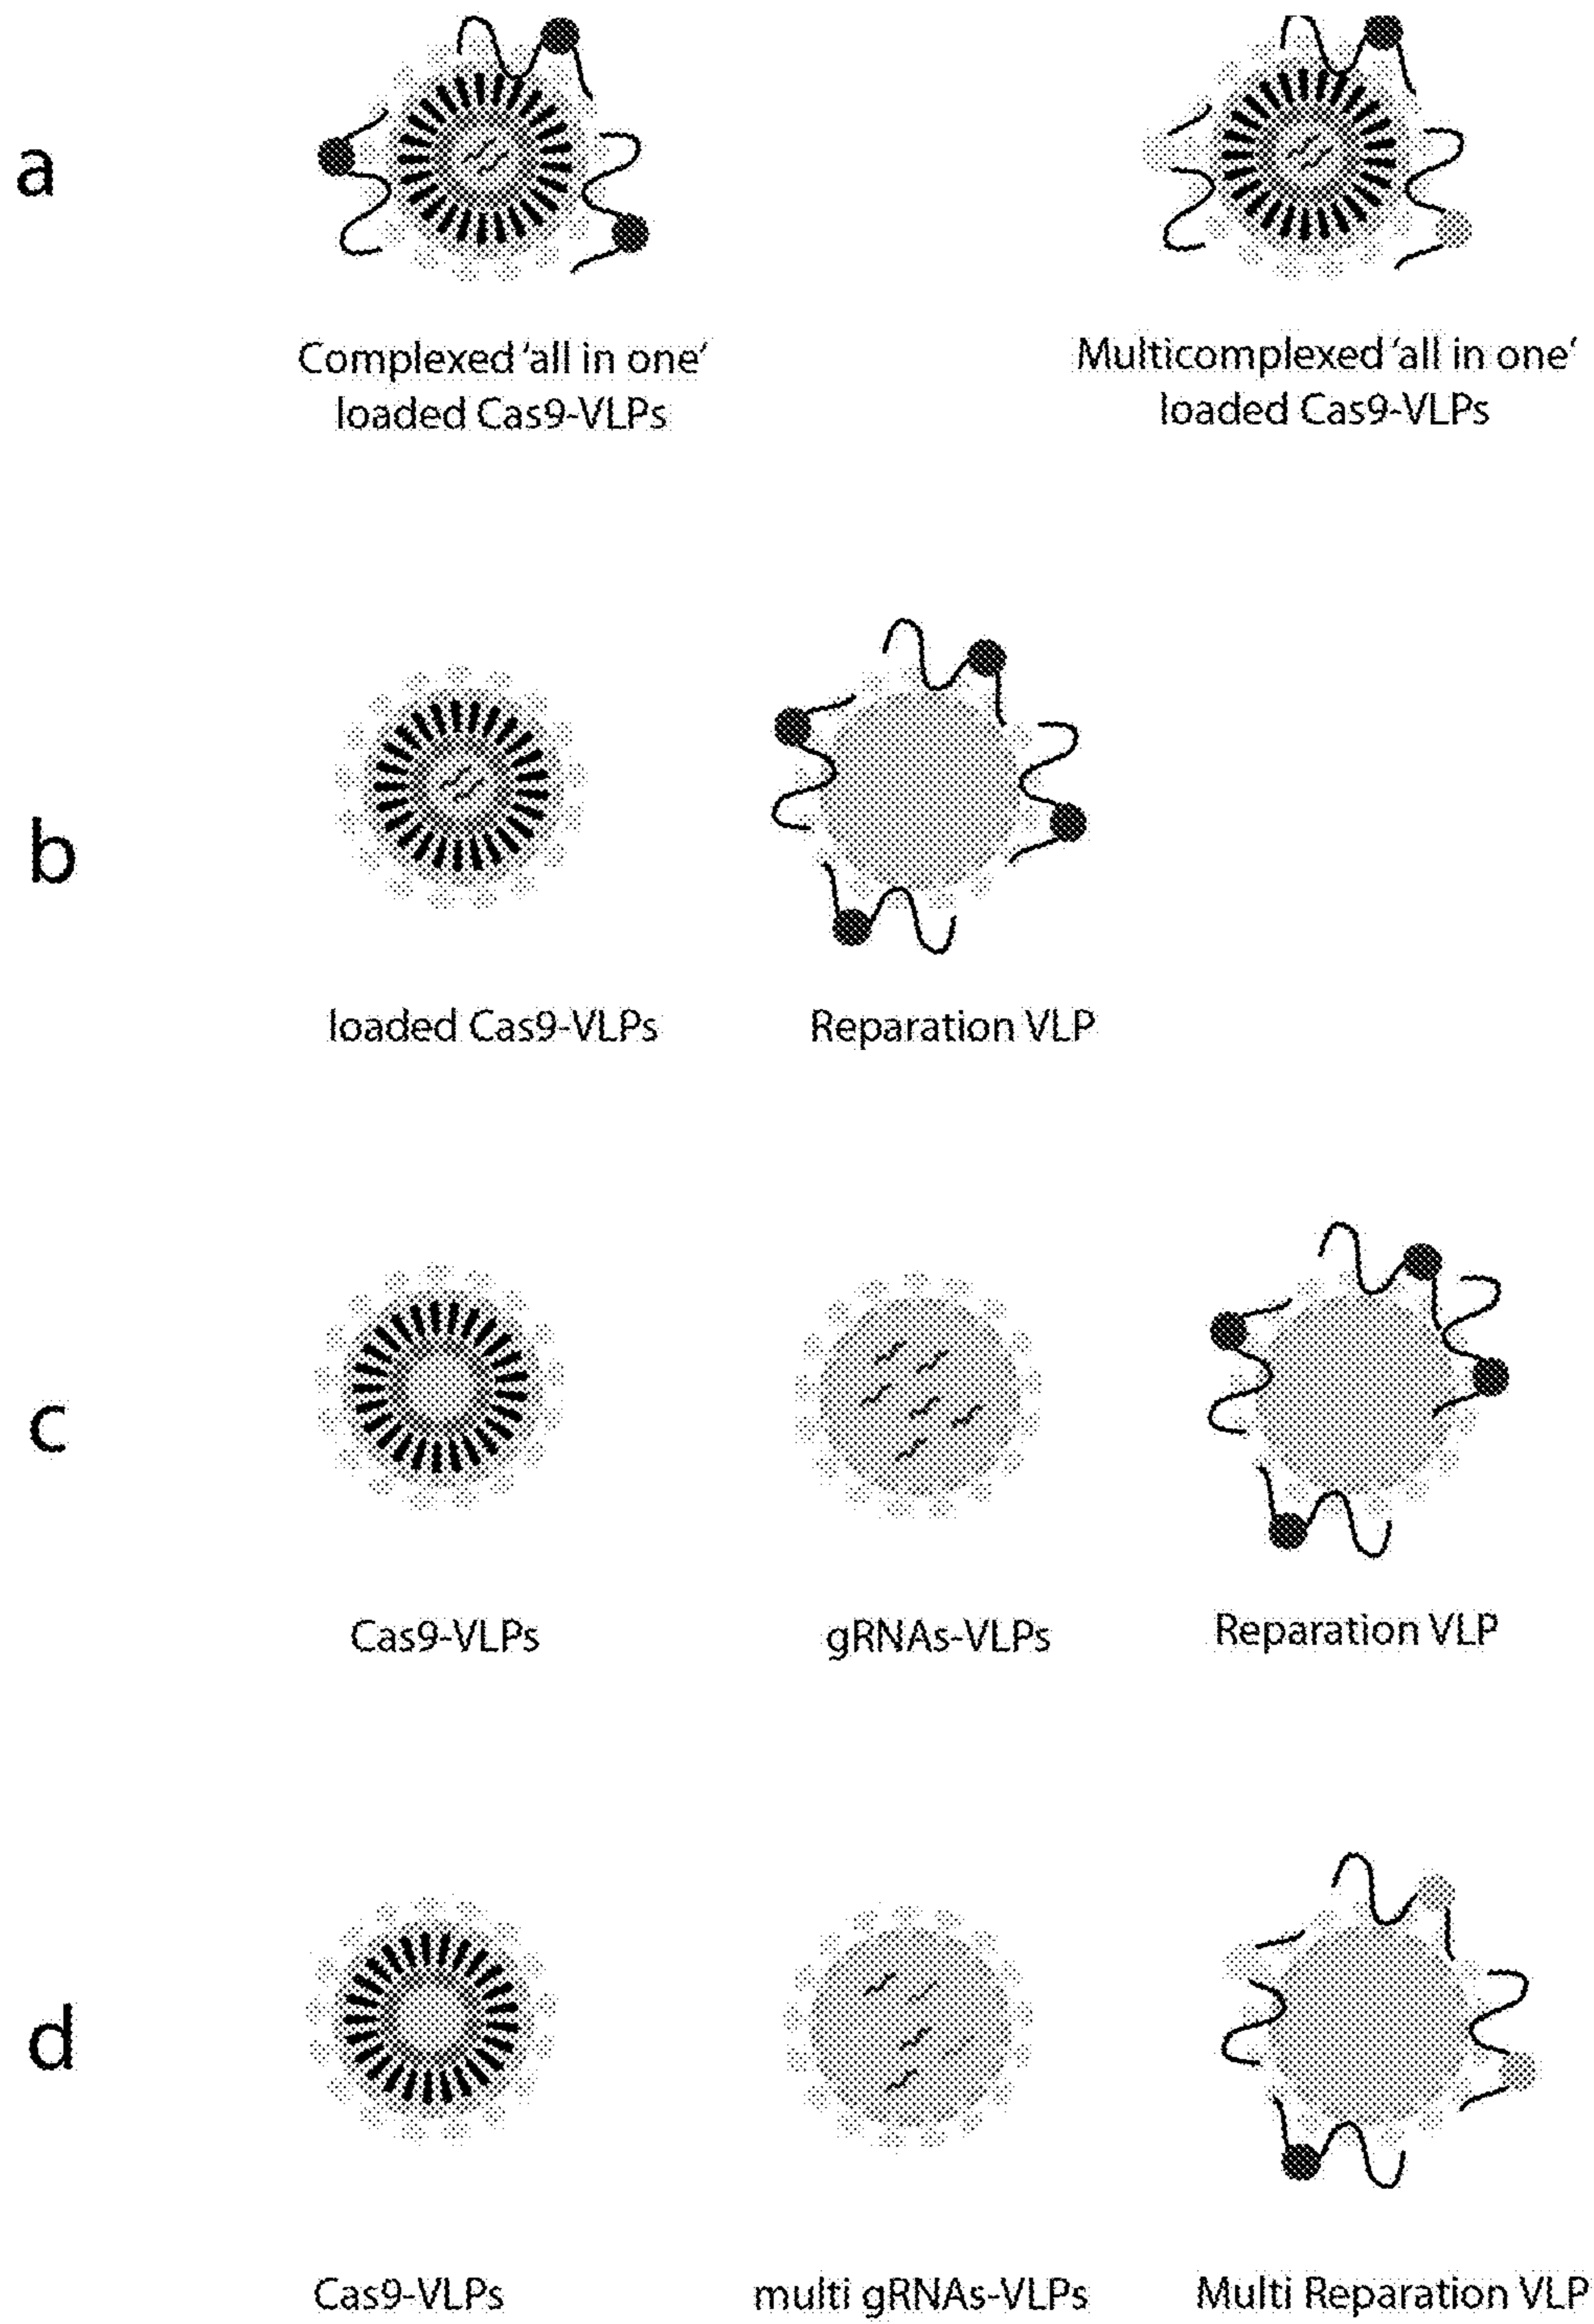 a
Complexed 'all in one'
loaded Cas9-VLPs
Multicomplexed 'all in one'
loaded Cas9-VLPs
b
loaded Cas9-VLPs
Reparation VLP
c
Cas9-VLPs
gRNAs-VLPs
Reparation VLP
d
Cas9-VLPs
multi gRNAs-VLPs
Multi Reparation VLP